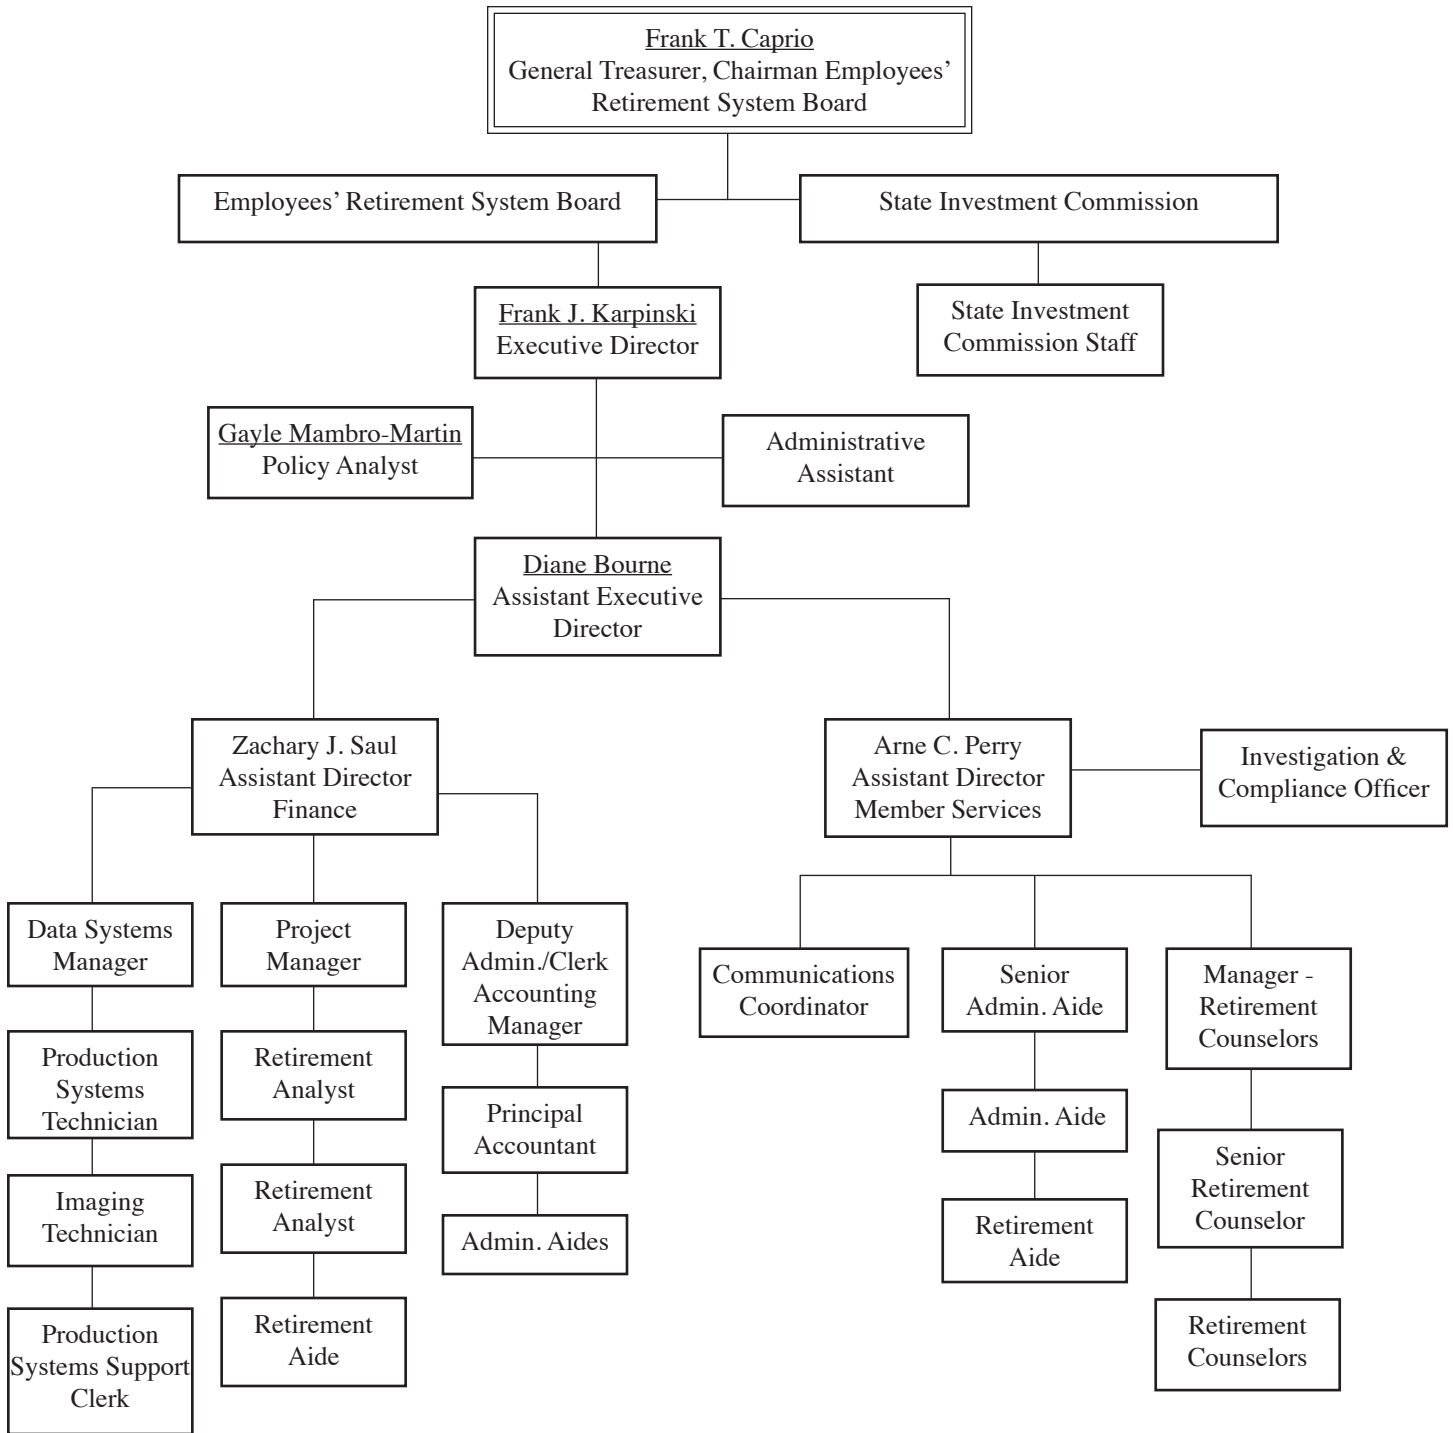 Frank T. Caprio
General Treasurer, Chairman Employees’
Retirement System Board
Employees’ Retirement System Board
State Investment Commission
Frank J. Karpinski
Executive Director
State Investment
Commission Staff
Gayle Mambro-Martin
Policy Analyst
Administrative
Assistant
Diane Bourne
Assistant Executive
Director
Zachary J. Saul
Assistant Director
Finance
Arne C. Perry
Assistant Director
Member Services
Investigation &
Compliance Officer
Data Systems
Manager
Project
Manager
Deputy
Admin./Clerk
Accounting
Manager
Communications
Coordinator
Senior
Admin. Aide
Manager -
Retirement
Counselors
Production
Systems
Technician
Retirement
Analyst
Principal
Accountant
Admin. Aide
Senior
Retirement
Counselor
Imaging
Technician
Retirement
Analyst
Admin. Aides
Retirement
Aide
Production
Systems Support
Clerk
Retirement
Aide
Retirement
Counselors